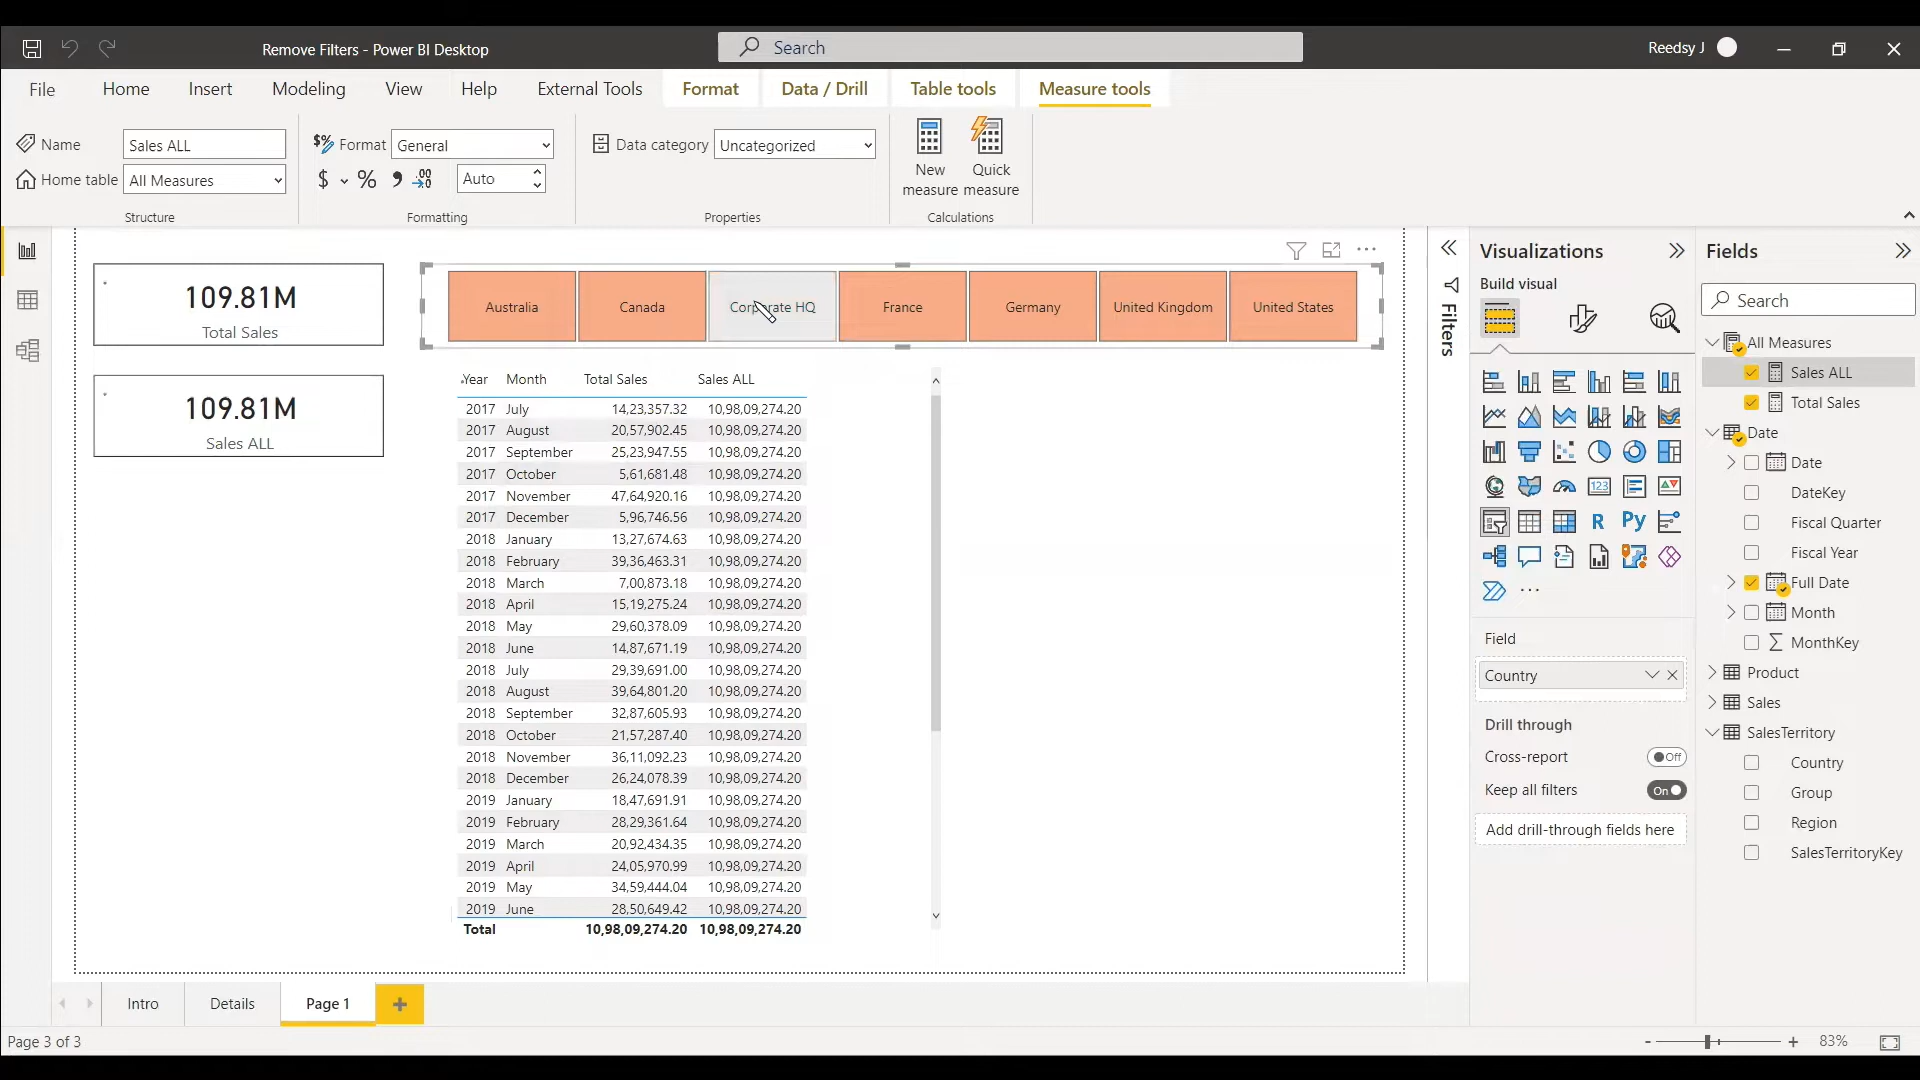 Remove Filters - Power BI Desktop
Search
Reedsy J
File
Home
Insert
Modeling
View
Help
External Tools
Format
Data / Drill
Table tools
Measure tools
Name
Sales ALL
Home table
All Measures
Structure
Format
General
$ % , .00
Auto
Formatting
Data category
Uncategorized
Properties
New measure
Quick measure
Calculations
109.81M
Total Sales
109.81M
Sales ALL
Australia
Canada
Corporate HQ
France
Germany
United Kingdom
United States
Year Month Total Sales Sales ALL
2017 July 14,23,357.32 10,98,09,274.20
2017 August 20,57,902.45 10,98,09,274.20
2017 September 25,23,947.55 10,98,09,274.20
2017 October 5,61,681.48 10,98,09,274.20
2017 November 47,64,920.16 10,98,09,274.20
2017 December 5,96,746.56 10,98,09,274.20
2018 January 13,27,674.63 10,98,09,274.20
2018 February 39,36,463.31 10,98,09,274.20
2018 March 7,00,873.18 10,98,09,274.20
2018 April 15,19,275.24 10,98,09,274.20
2018 May 29,60,378.09 10,98,09,274.20
2018 June 14,87,671.19 10,98,09,274.20
2018 July 29,39,691.00 10,98,09,274.20
2018 August 39,64,801.20 10,98,09,274.20
2018 September 32,87,605.93 10,98,09,274.20
2018 October 21,57,287.40 10,98,09,274.20
2018 November 36,11,092.23 10,98,09,274.20
2018 December 26,24,078.39 10,98,09,274.20
2019 January 18,47,691.91 10,98,09,274.20
2019 February 28,29,361.64 10,98,09,274.20
2019 March 20,92,434.35 10,98,09,274.20
2019 April 24,05,970.99 10,98,09,274.20
2019 May 34,59,444.04 10,98,09,274.20
2019 June 28,50,649.42 10,98,09,274.20
Total 10,98,09,274.20 10,98,09,274.20
Filters
Visualizations
Build visual
123
R
Py
Field
Country
Drill through
Cross-report
Off
Keep all filters
On
Add drill-through fields here
Fields
Search
All Measures
Sales ALL
Total Sales
Date
Date
DateKey
Fiscal Quarter
Fiscal Year
Full Date
Month
MonthKey
Product
Sales
SalesTerritory
Country
Group
Region
SalesTerritoryKey
Intro
Details
Page 1
Page 3 of 3
83%